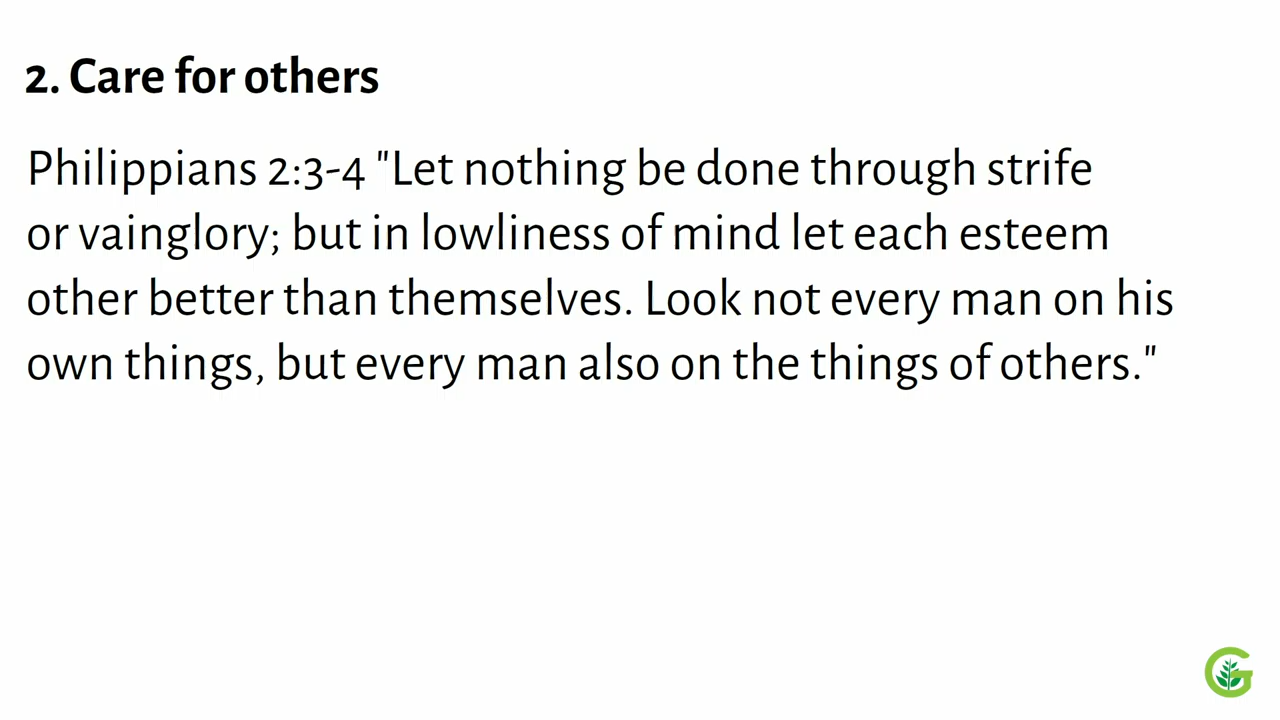 2. Care for others
Philippians 2:3-4 "Let nothing be done through strife
or vainglory; but in lowliness of mind let each esteem
other better than themselves. Look not every man on his
own things, but every man also on the things of others."
G